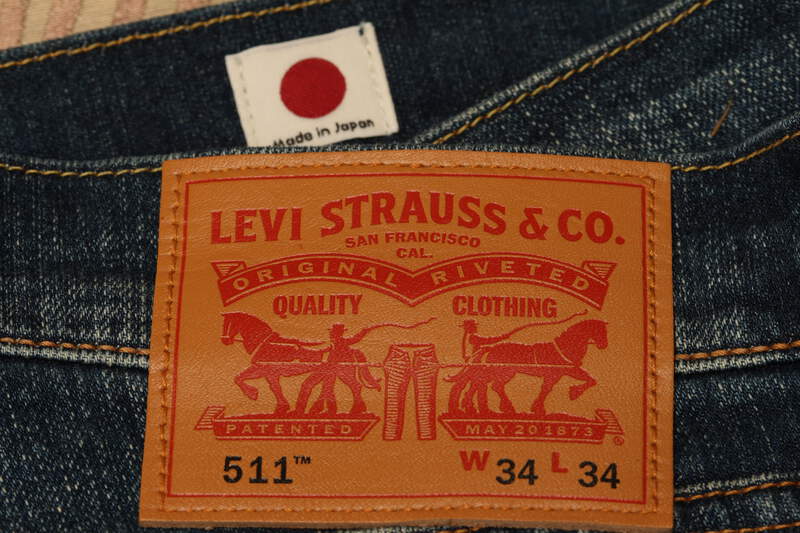 Made in Japan
LEVI STRAUSS & CO.
SAN FRANCISCO
CAL.
ORIGINAL RIVETED
QUALITY CLOTHING
PATENTED MAY 20 1873 ®
511™ W 34 L 34